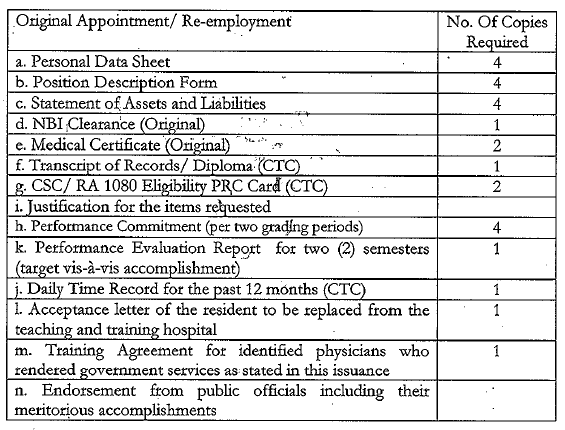 Original Appointment/ Re-employment No. Of Copies
Required
a. Personal Data Sheet 4
b. Position Description Form 4
c. Statement of Assets and Liabilities 4
d. NBI Clearance (Original) 1
e. Medical Certificate (Original) 2
f. Transcript of Records/ Diploma (CTC) 1
g. CSC/ RA 1080 Eligibility PRC Card (CTC) 2
i. Justification for the items requested
h. Performance Commitment (per two grading periods) 4
k. Performance Evaluation Report for two (2) semesters 1
(target vis-à-vis accomplishment)
j. Daily Time Record for the past 12 months (CTC) 1
l. Acceptance letter of the resident to be replaced from the 1
teaching and training hospital
m. Training Agreement for identified physicians who 1
rendered government services as stated in this issuance
n. Endorsement from public officials including their
meritorious accomplishments